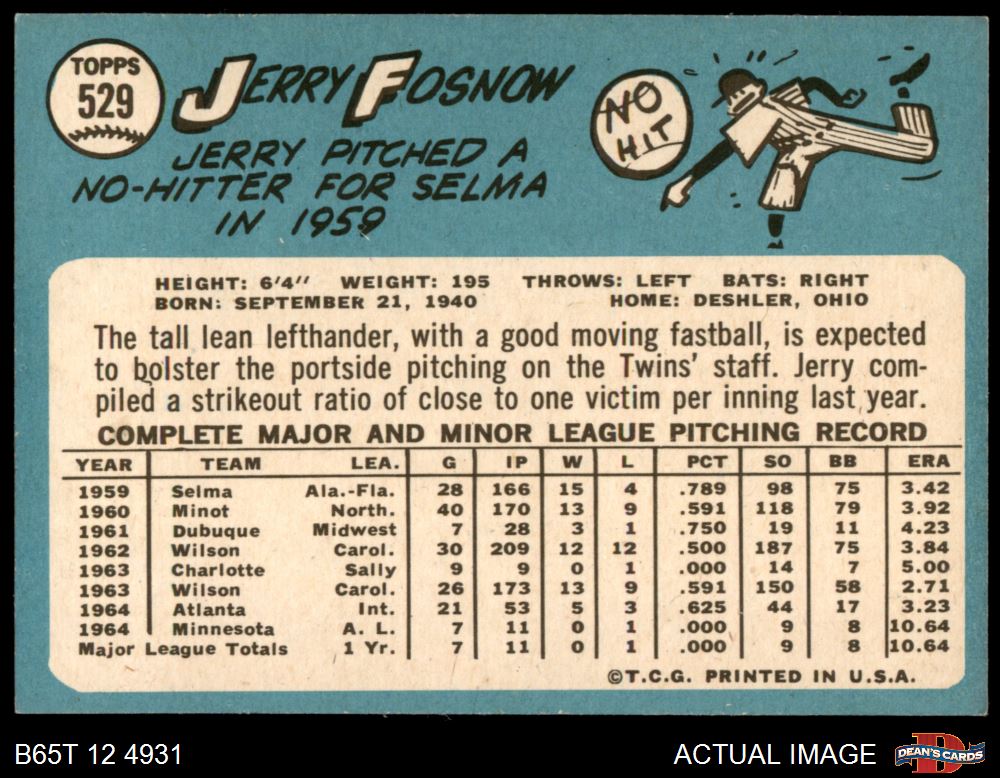 TOPPS
529
JERRY FOSNOW
JERRY PITCHED A
NO-HITTER FOR SELMA
IN 1959
NO
HIT
HEIGHT: 6'4" WEIGHT: 195 THROWS: LEFT BATS: RIGHT
BORN: SEPTEMBER 21, 1940 HOME: DESHLER, OHIO
The tall lean lefthander, with a good moving fastball, is expected
to bolster the portside pitching on the Twins' staff. Jerry com-
piled a strikeout ratio of close to one victim per inning last year.
COMPLETE MAJOR AND MINOR LEAGUE PITCHING RECORD
YEAR TEAM LEA. G IP W L PCT SO BB ERA
1959 Selma Ala.-Fla. 28 166 15 4 .789 98 75 3.42
1960 Minot North. 40 170 13 9 .591 118 79 3.92
1961 Dubuque Midwest 7 28 3 1 .750 19 11 4.23
1962 Wilson Carol. 30 209 12 12 .500 187 75 3.84
1963 Charlotte Sally 9 9 0 1 .000 14 7 5.00
1963 Wilson Carol. 26 173 13 9 .591 150 58 2.71
1964 Atlanta Int. 21 53 5 3 .625 44 17 3.23
1964 Minnesota A. L. 7 11 0 1 .000 9 8 10.64
Major League Totals 1 Yr. 7 11 0 1 .000 9 8 10.64
©T.C.G. PRINTED IN U.S.A.
B65T 12 4931 ACTUAL IMAGE
DEAN'S CARDS